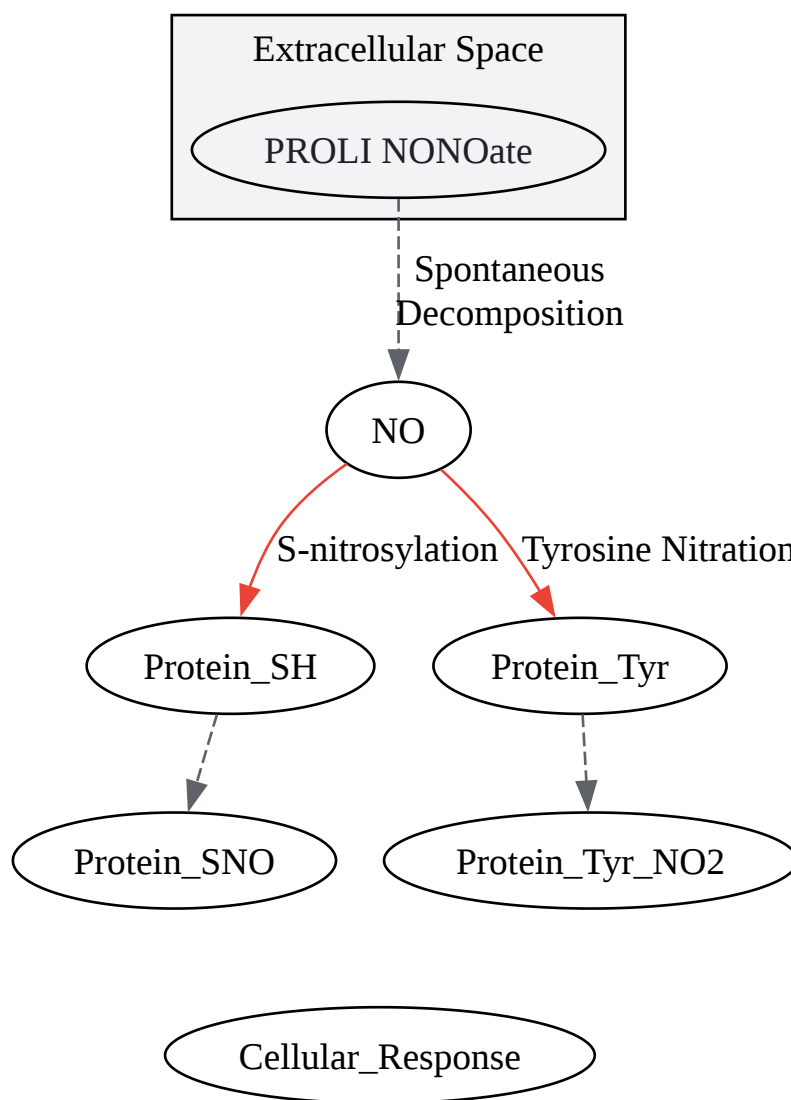 Extracellular Space
PROLI NONOate
Spontaneous
Decomposition
NO
S-nitrosylation
Tyrosine Nitration
Protein_SH
Protein_Tyr
Protein_SNO
Protein_Tyr_NO2
Cellular_Response